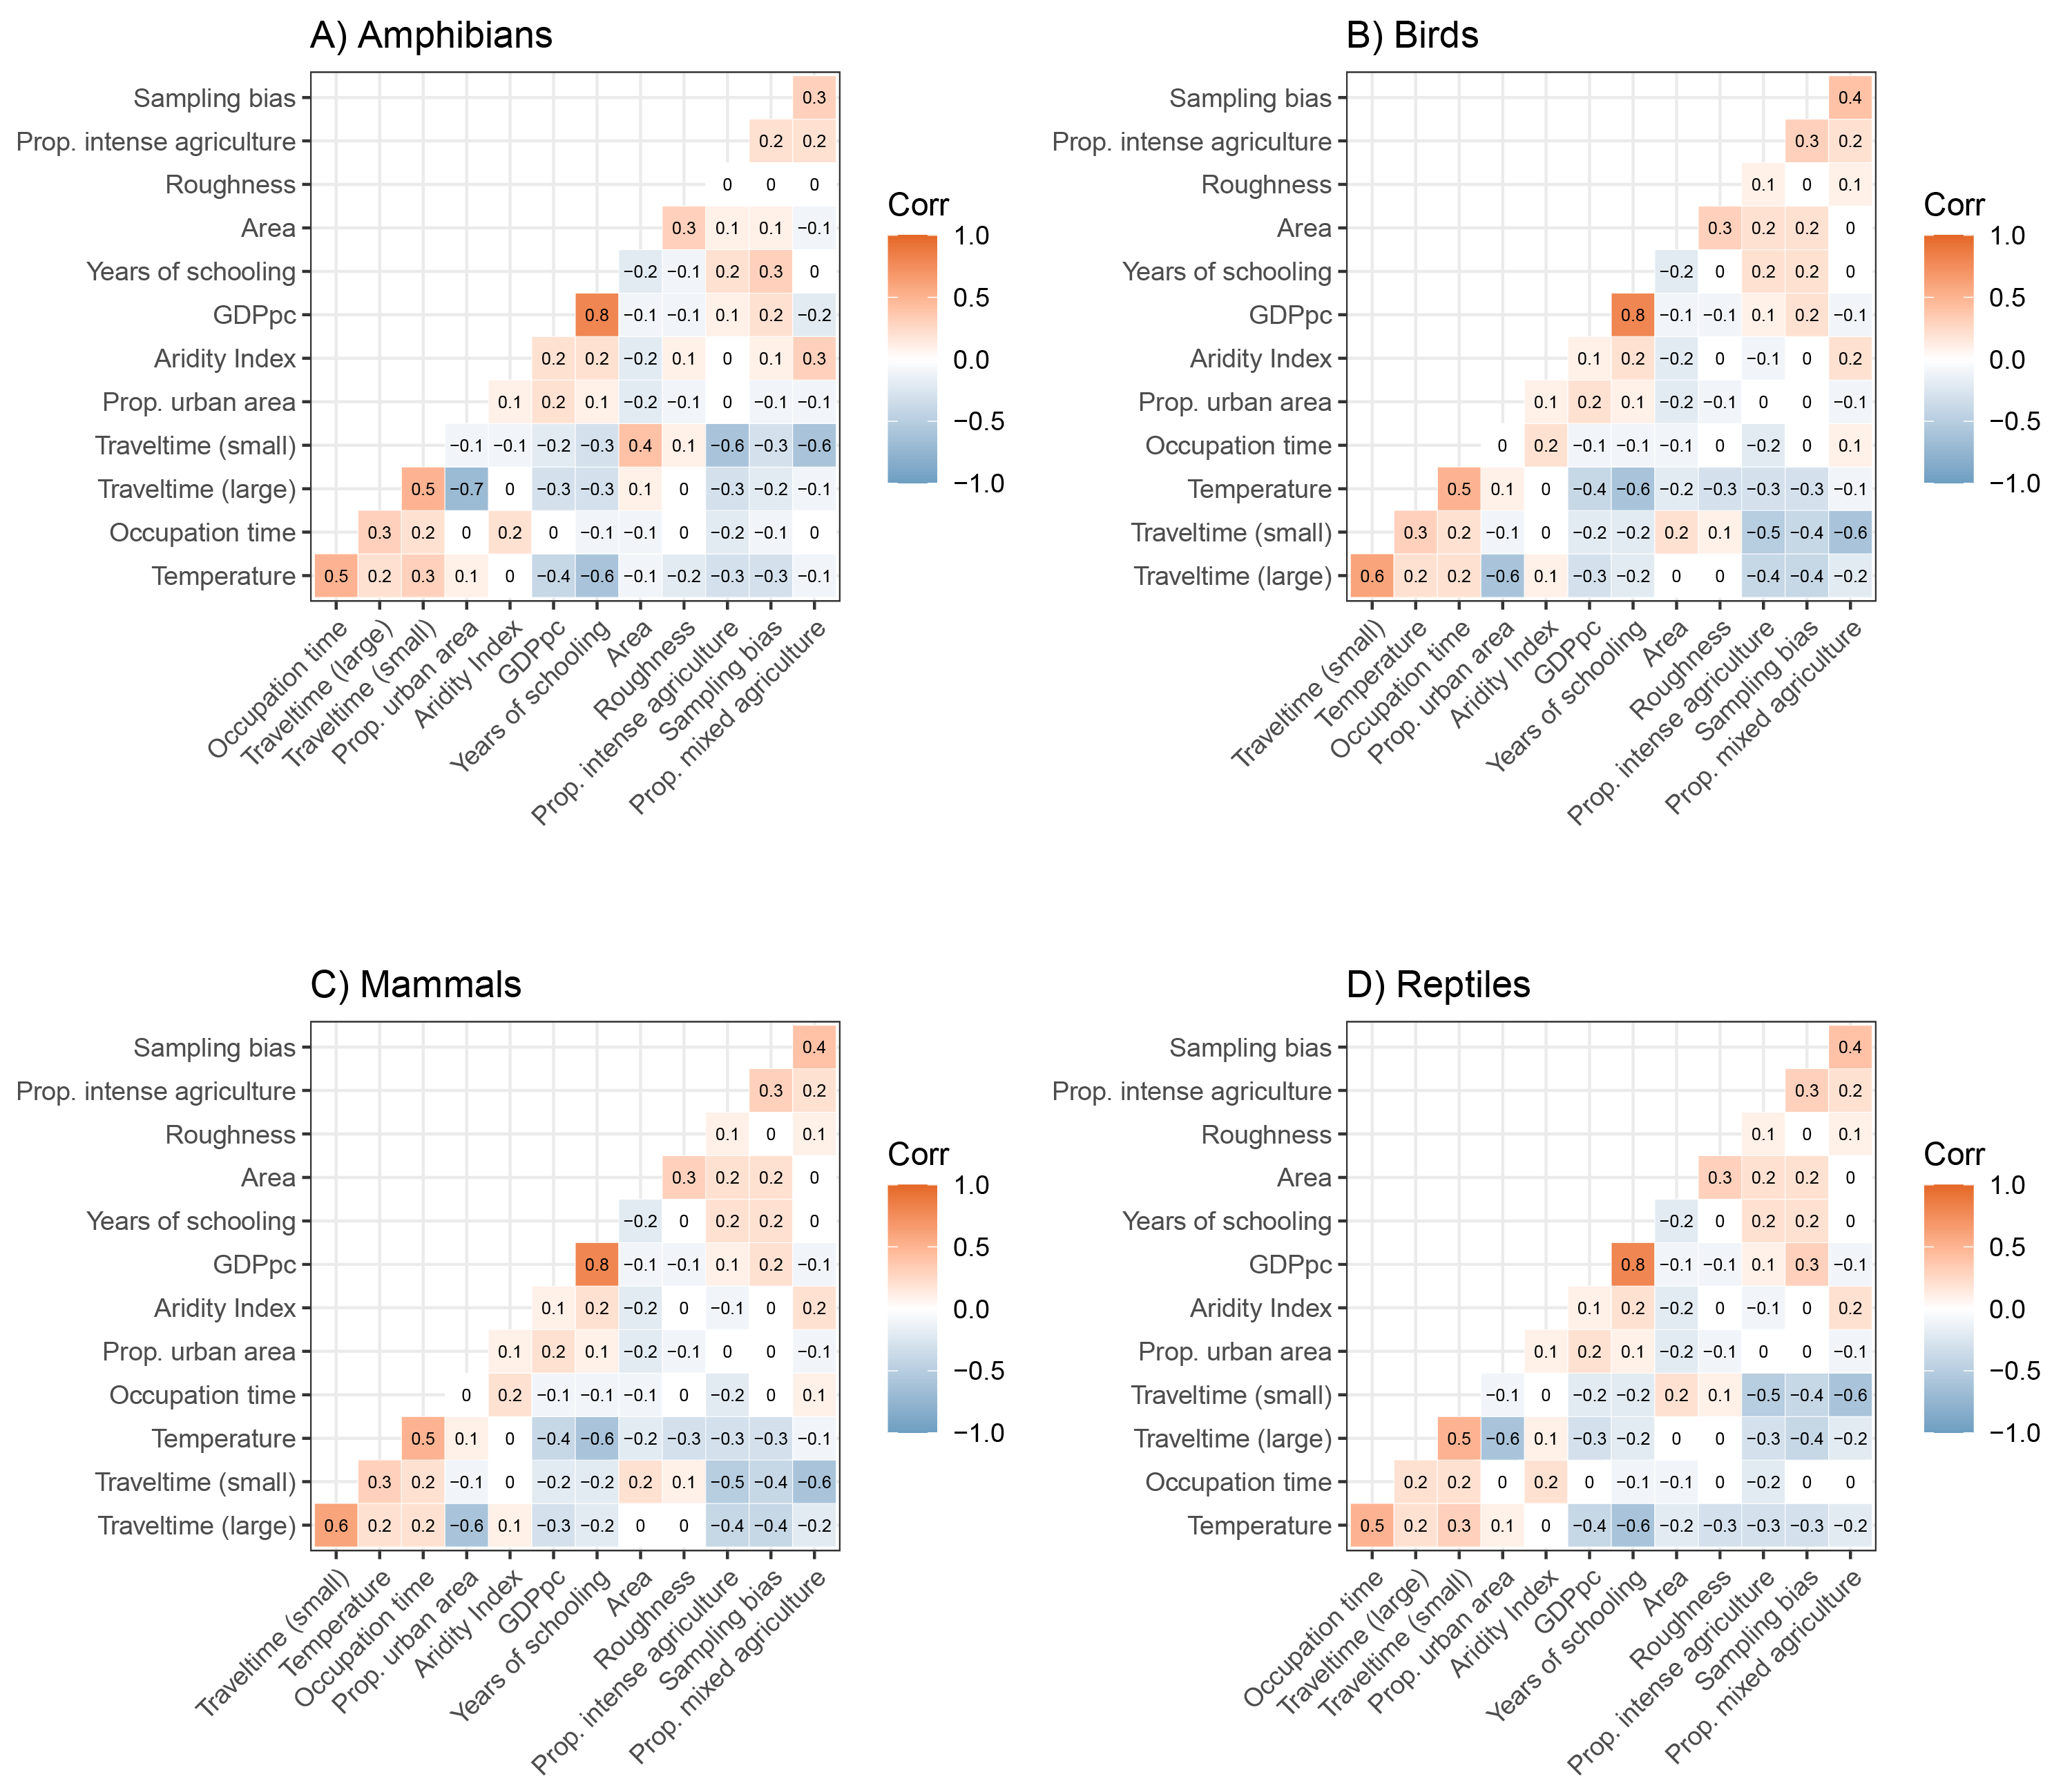 A) Amphibians
Sampling bias 0.3
Prop. intense agriculture 0.2 0.2
Roughness 0 0 0
Area 0.3 0.1 0.1 −0.1
Years of schooling −0.2 −0.1 0.2 0.3 0
GDPpc 0.8 −0.1 −0.1 0.1 0.2 −0.2
Aridity Index 0.2 0.2 −0.2 0.1 0 0.1 0.3
Prop. urban area 0.1 0.2 0.1 −0.2 −0.1 0 −0.1 −0.1
Traveltime (small) −0.1 −0.1 −0.2 −0.3 0.4 0.1 −0.6 −0.3 −0.6
Traveltime (large) 0.5 −0.7 0 −0.3 −0.3 0.1 0 −0.3 −0.2 −0.1
Occupation time 0.3 0.2 0 0.2 0 −0.1 −0.1 0 −0.2 −0.1 0
Temperature 0.5 0.2 0.3 0.1 0 −0.4 −0.6 −0.1 −0.2 −0.3 −0.3 −0.1
Occupation time
Traveltime (large)
Traveltime (small)
Prop. urban area
Aridity Index
GDPpc
Years of schooling
Area
Roughness
Prop. intense agriculture
Sampling bias
Prop. mixed agriculture
Corr
1.0
0.5
0.0
−0.5
−1.0
B) Birds
Sampling bias 0.4
Prop. intense agriculture 0.3 0.2
Roughness 0.1 0 0.1
Area 0.3 0.2 0.2 0
Years of schooling −0.2 0 0.2 0.2 0
GDPpc 0.8 −0.1 −0.1 0.1 0.2 −0.1
Aridity Index 0.1 0.2 −0.2 0 −0.1 0 0.2
Prop. urban area 0.1 0.2 0.1 −0.2 −0.1 0 0 −0.1
Occupation time 0 0.2 −0.1 −0.1 −0.1 0 −0.2 0 0.1
Temperature 0.5 0.1 0 −0.4 −0.6 −0.2 −0.3 −0.3 −0.3 −0.1
Traveltime (small) 0.3 0.2 −0.1 0 −0.2 −0.2 0.2 0.1 −0.5 −0.4 −0.6
Traveltime (large) 0.6 0.2 0.2 −0.6 0.1 −0.3 −0.2 0 0 −0.4 −0.4 −0.2
Traveltime (small)
Temperature
Occupation time
Prop. urban area
Aridity Index
GDPpc
Years of schooling
Area
Roughness
Prop. intense agriculture
Sampling bias
Prop. mixed agriculture
Corr
1.0
0.5
0.0
−0.5
−1.0
C) Mammals
Sampling bias 0.4
Prop. intense agriculture 0.3 0.2
Roughness 0.1 0 0.1
Area 0.3 0.2 0.2 0
Years of schooling −0.2 0 0.2 0.2 0
GDPpc 0.8 −0.1 −0.1 0.1 0.2 −0.1
Aridity Index 0.1 0.2 −0.2 0 −0.1 0 0.2
Prop. urban area 0.1 0.2 0.1 −0.2 −0.1 0 0 −0.1
Occupation time 0 0.2 −0.1 −0.1 −0.1 0 −0.2 0 0.1
Temperature 0.5 0.1 0 −0.4 −0.6 −0.2 −0.3 −0.3 −0.3 −0.1
Traveltime (small) 0.3 0.2 −0.1 0 −0.2 −0.2 0.2 0.1 −0.5 −0.4 −0.6
Traveltime (large) 0.6 0.2 0.2 −0.6 0.1 −0.3 −0.2 0 0 −0.4 −0.4 −0.2
Traveltime (small)
Temperature
Occupation time
Prop. urban area
Aridity Index
GDPpc
Years of schooling
Area
Roughness
Prop. intense agriculture
Sampling bias
Prop. mixed agriculture
Corr
1.0
0.5
0.0
−0.5
−1.0
D) Reptiles
Sampling bias 0.4
Prop. intense agriculture 0.3 0.2
Roughness 0.1 0 0.1
Area 0.3 0.2 0.2 0
Years of schooling −0.2 0 0.2 0.2 0
GDPpc 0.8 −0.1 −0.1 0.1 0.3 −0.1
Aridity Index 0.1 0.2 −0.2 0 −0.1 0 0.2
Prop. urban area 0.1 0.2 0.1 −0.2 −0.1 0 0 −0.1
Traveltime (small) −0.1 0 −0.2 −0.2 0.2 0.1 −0.5 −0.4 −0.6
Traveltime (large) 0.5 −0.6 0.1 −0.3 −0.2 0 0 −0.3 −0.4 −0.2
Occupation time 0.2 0.2 0 0.2 0 −0.1 −0.1 0 −0.2 0 0
Temperature 0.5 0.2 0.3 0.1 0 −0.4 −0.6 −0.2 −0.3 −0.3 −0.3 −0.2
Occupation time
Traveltime (large)
Traveltime (small)
Prop. urban area
Aridity Index
GDPpc
Years of schooling
Area
Roughness
Prop. intense agriculture
Sampling bias
Prop. mixed agriculture
Corr
1.0
0.5
0.0
−0.5
−1.0